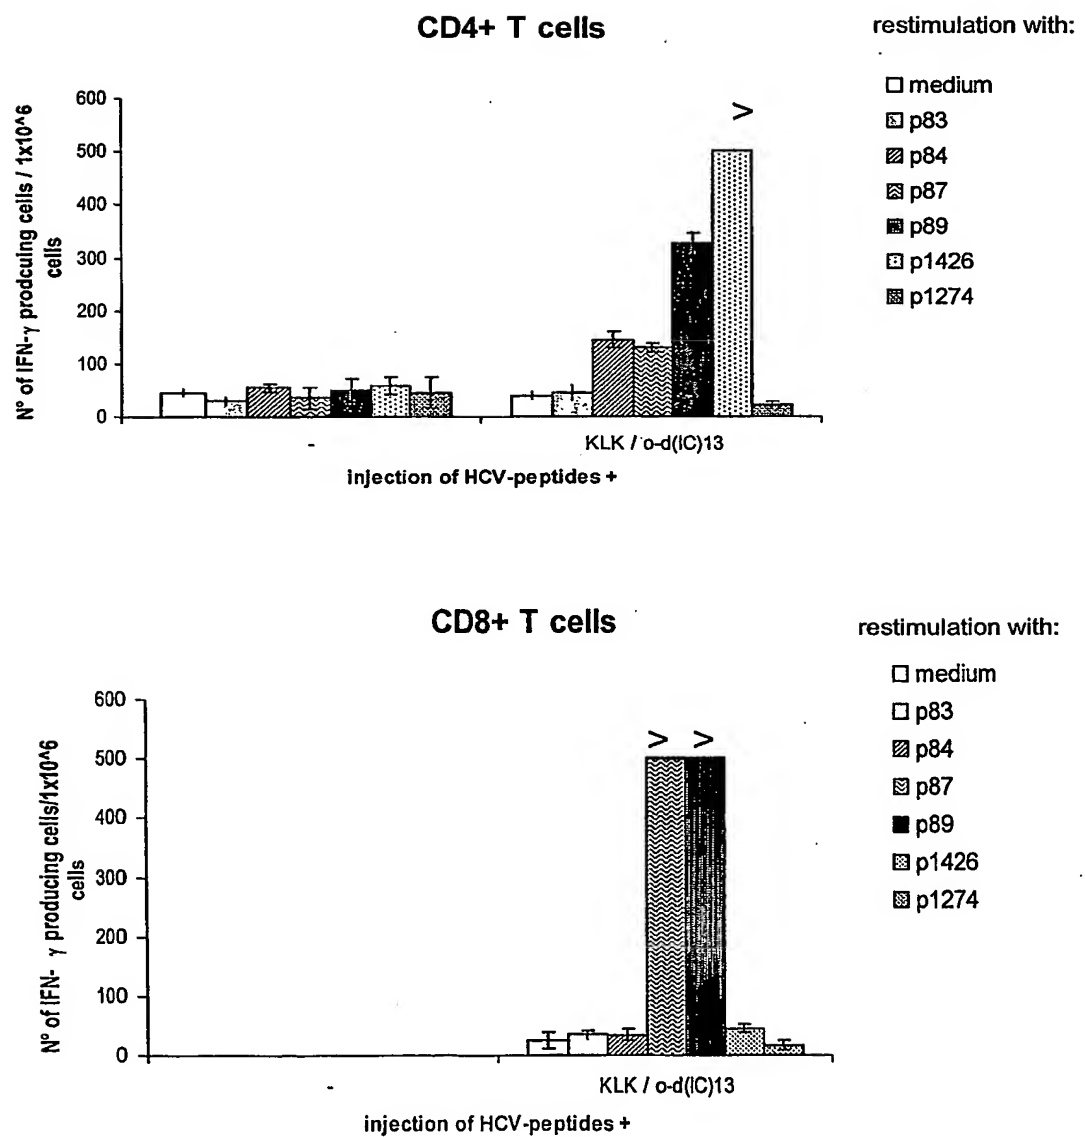 CD4+ T cells
restimulation with:
medium
p83
p84
p87
p89
p1426
p1274
N° of IFN-γ prodcuing cells / 1x10^6
cells
600
500
400
300
200
100
0
>
-
KLK / o-d(IC)13
injection of HCV-peptides +
CD8+ T cells
restimulation with:
medium
p83
p84
p87
p89
p1426
p1274
N° of IFN- γ producing cells/1x10^6
cells
600
500
400
300
200
100
0
> >
-
KLK / o-d(IC)13
injection of HCV-peptides +